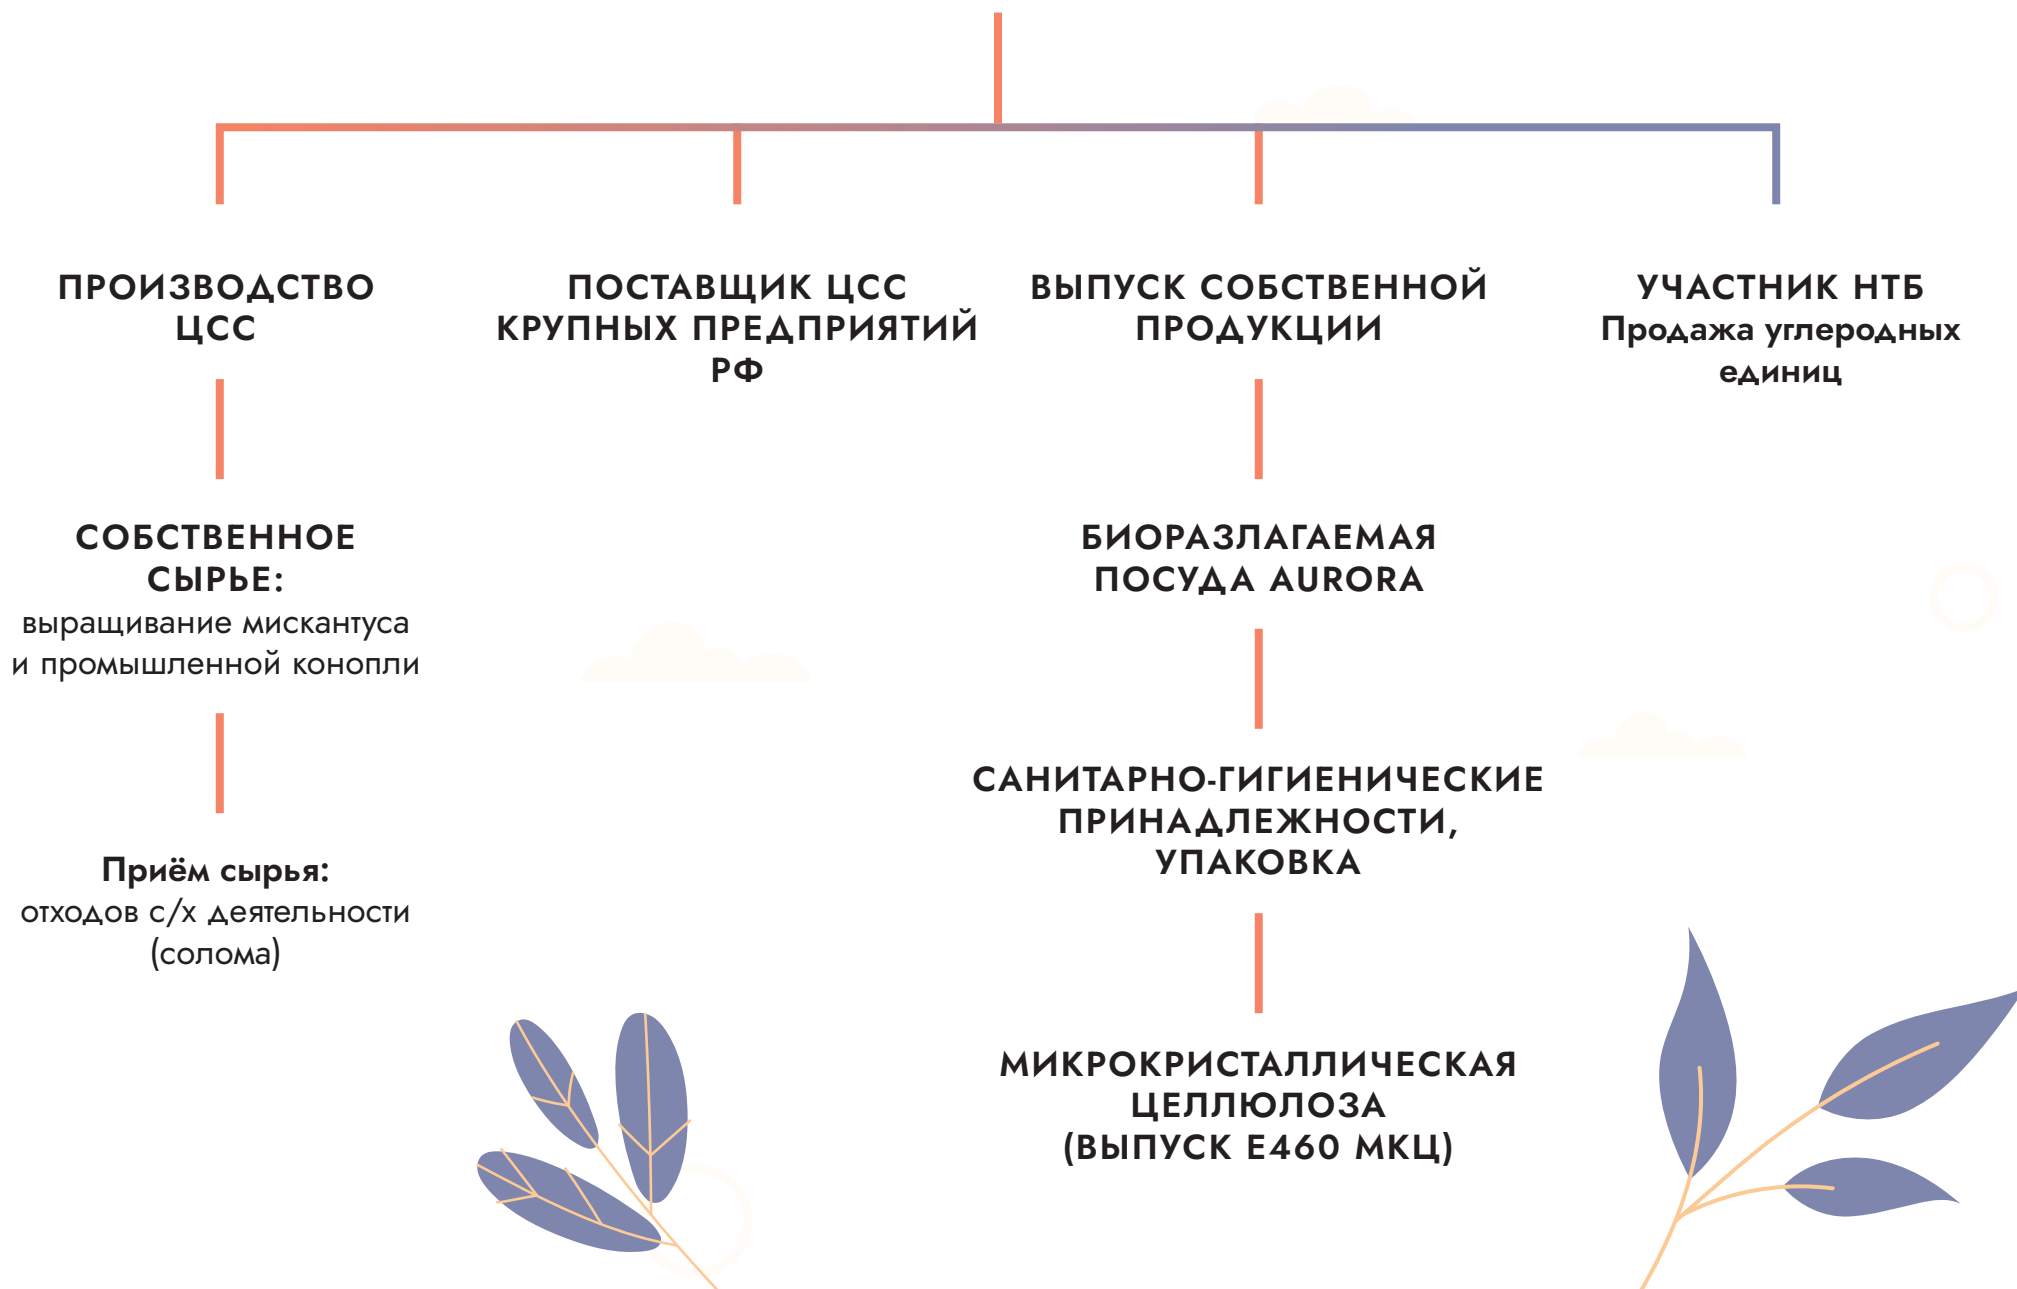 ПРОИЗВОДСТВО
ЦСС
ПОСТАВЩИК ЦСС
КРУПНЫХ ПРЕДПРИЯТИЙ
РФ
ВЫПУСК СОБСТВЕННОЙ
ПРОДУКЦИИ
УЧАСТНИК НТБ
Продажа углеродных
единиц
СОБСТВЕННОЕ
СЫРЬЕ:
выращивание мискантуса
и промышленной конопли
БИОРАЗЛАГАЕМАЯ
ПОСУДА AURORA
САНИТАРНО-ГИГИЕНИЧЕСКИЕ
ПРИНАДЛЕЖНОСТИ,
УПАКОВКА
Приём сырья:
отходов с/х деятельности
(солома)
МИКРОКРИСТАЛЛИЧЕСКАЯ
ЦЕЛЛЮЛОЗА
(ВЫПУСК Е460 МКЦ)